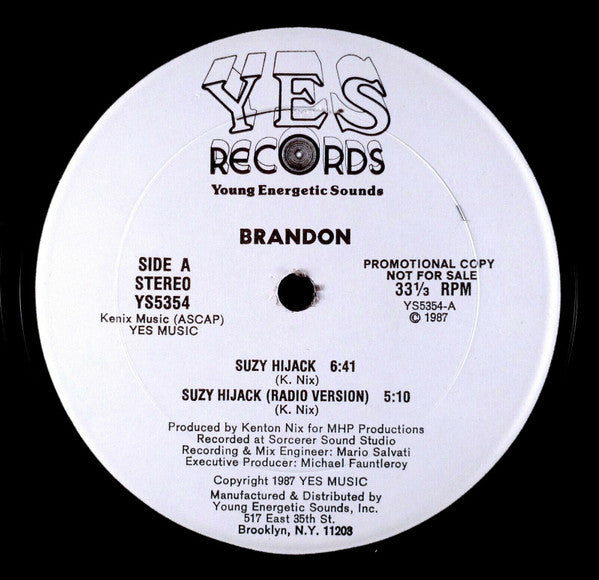 YES
RECORDS
Young Energetic Sounds
BRANDON
SIDE A
STEREO
YS5354
Kenix Music (ASCAP)
YES MUSIC
PROMOTIONAL COPY
NOT FOR SALE
33⅓ RPM
YS5354-A
© 1987
SUZY HIJACK 6:41
(K. Nix)
SUZY HIJACK (RADIO VERSION) 5:10
(K. Nix)
Produced by Kenton Nix for MHP Productions
Recorded at Sorcerer Sound Studio
Recording & Mix Engineer: Mario Salvati
Executive Producer: Michael Fauntleroy
Copyright 1987 YES MUSIC
Manufactured & Distributed by
Young Energetic Sounds, Inc.
517 East 35th St.
Brooklyn, N.Y. 11203